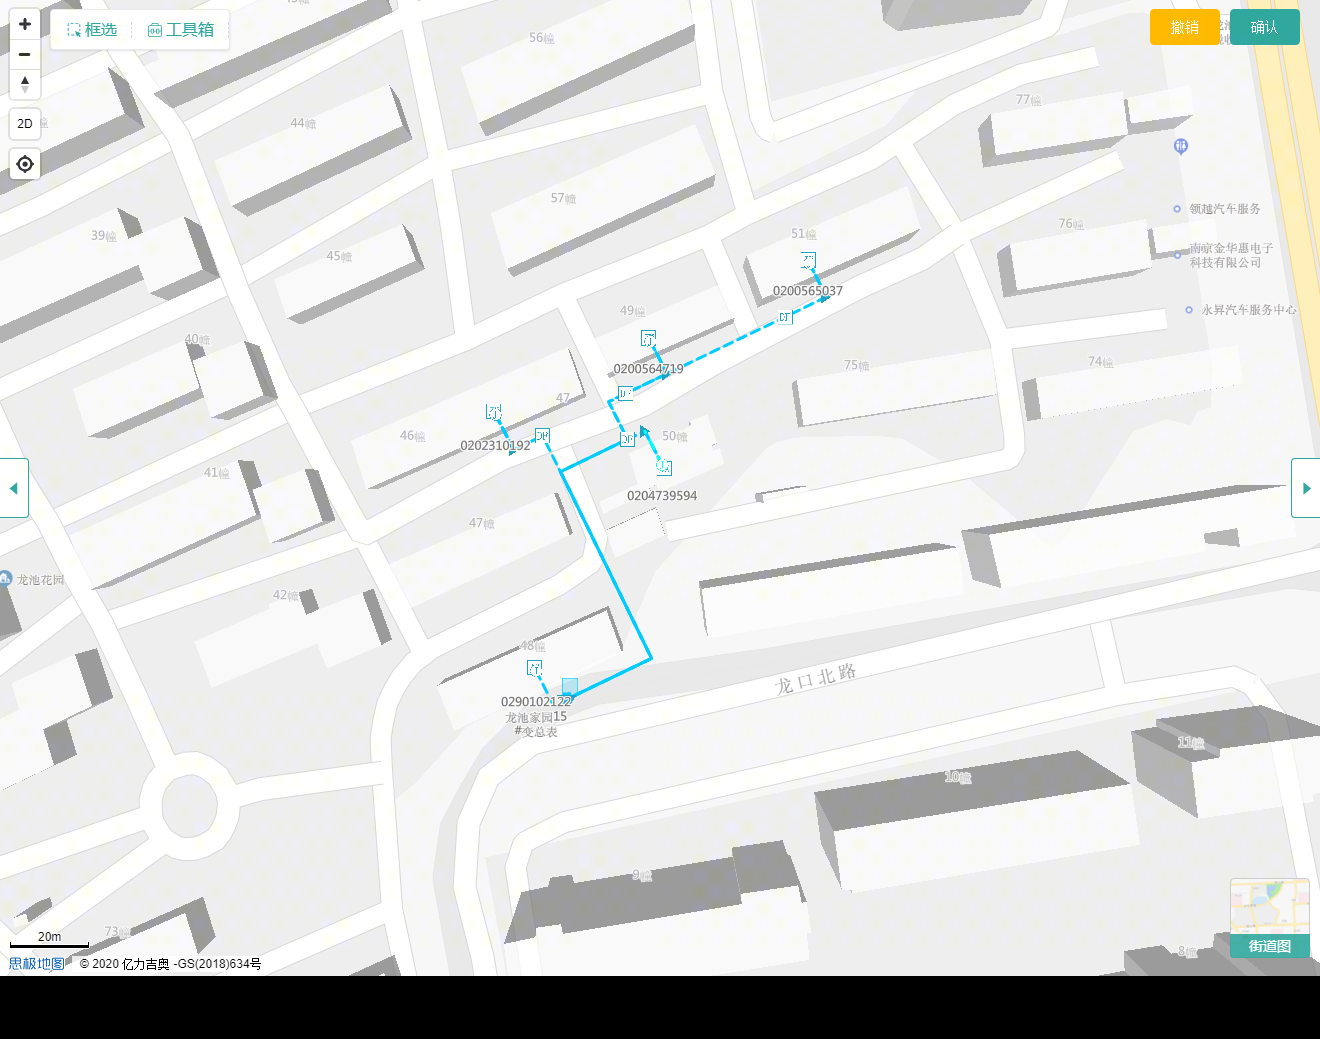 框选
工具箱
撤销
确认
2D
56幢
44幢
77幢
57幢
51幢
76幢
39幢
45幢
领越汽车服务
南京金华惠电子
科技有限公司
0200565037
49幢
永昇汽车服务中心
40幢
0200564719
75幢
74幢
47
46幢
0202310192
50幢
41幢
0204739594
47幢
龙池花园
42幢
48幢
龙口北路
0290102122
龙池家园15
#变总表
11幢
10幢
9幢
73幢
8幢
20m
思极地图
© 2020 亿力吉奥 -GS(2018)634号
街道图